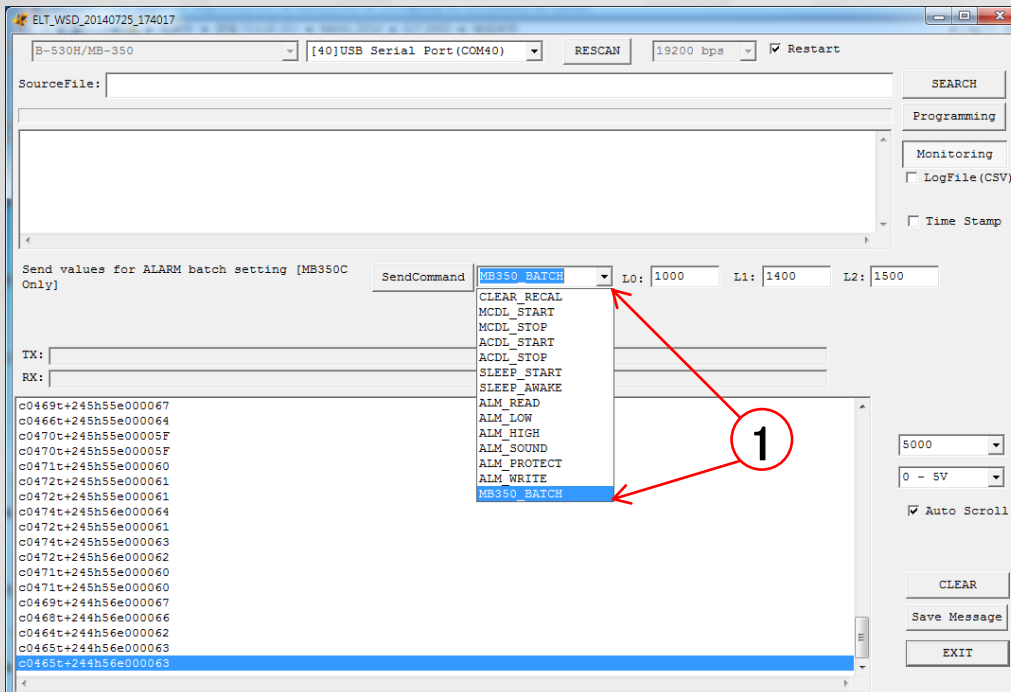 ELT_WSD_20140725_174017
B-530H/MB-350 [40]USB Serial Port(COM40) RESCAN 19200 bps Restart
SourceFile: SEARCH
Programming
Monitoring
LogFile(CSV)
Time Stamp
Send values for ALARM batch setting [MB350C
Only]
SendCommand MB350_BATCH L0: 1000 L1: 1400 L2: 1500
CLEAR_RECAL
MCDL_START
MCDL_STOP
ACDL_START
ACDL_STOP
SLEEP_START
SLEEP_AWAKE
ALM_READ
ALM_LOW
ALM_HIGH
ALM_SOUND
ALM_PROTECT
ALM_WRITE
MB350_BATCH
1
TX:
RX:
c0469t+245h55e000067
c0466t+245h55e000064
c0470t+245h55e00005F
c0470t+245h55e00005F
c0471t+245h55e000060
c0472t+245h55e000061
c0472t+245h55e000061
c0474t+245h56e000064
c0472t+245h55e000061
c0474t+245h55e000063
c0472t+245h56e000062
c0471t+245h55e000060
c0471t+245h55e000060
c0469t+244h56e000067
c0468t+244h56e000066
c0464t+244h56e000062
c0465t+244h56e000063
c0465t+244h56e000063
5000
0 - 5V
Auto Scroll
CLEAR
Save Message
EXIT